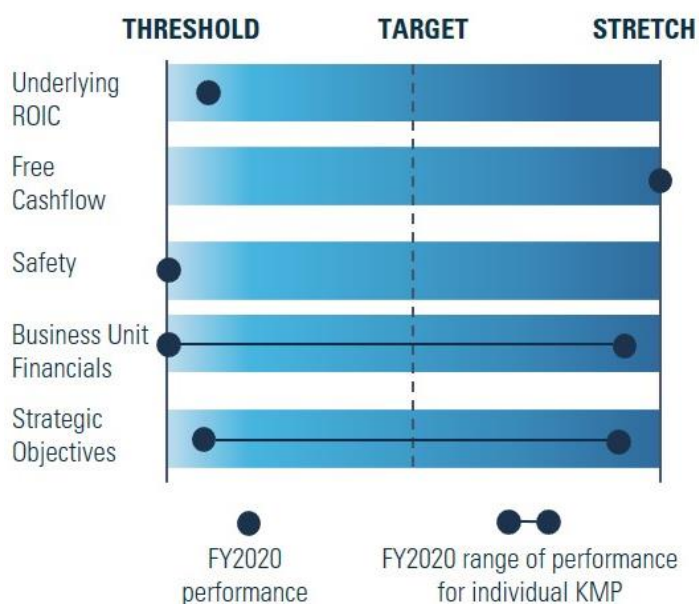 THRESHOLD TARGET STRETCH
Underlying
ROIC
Free
Cashflow
Safety
Business Unit
Financials
Strategic
Objectives
FY2020
performance
FY2020 range of performance
for individual KMP